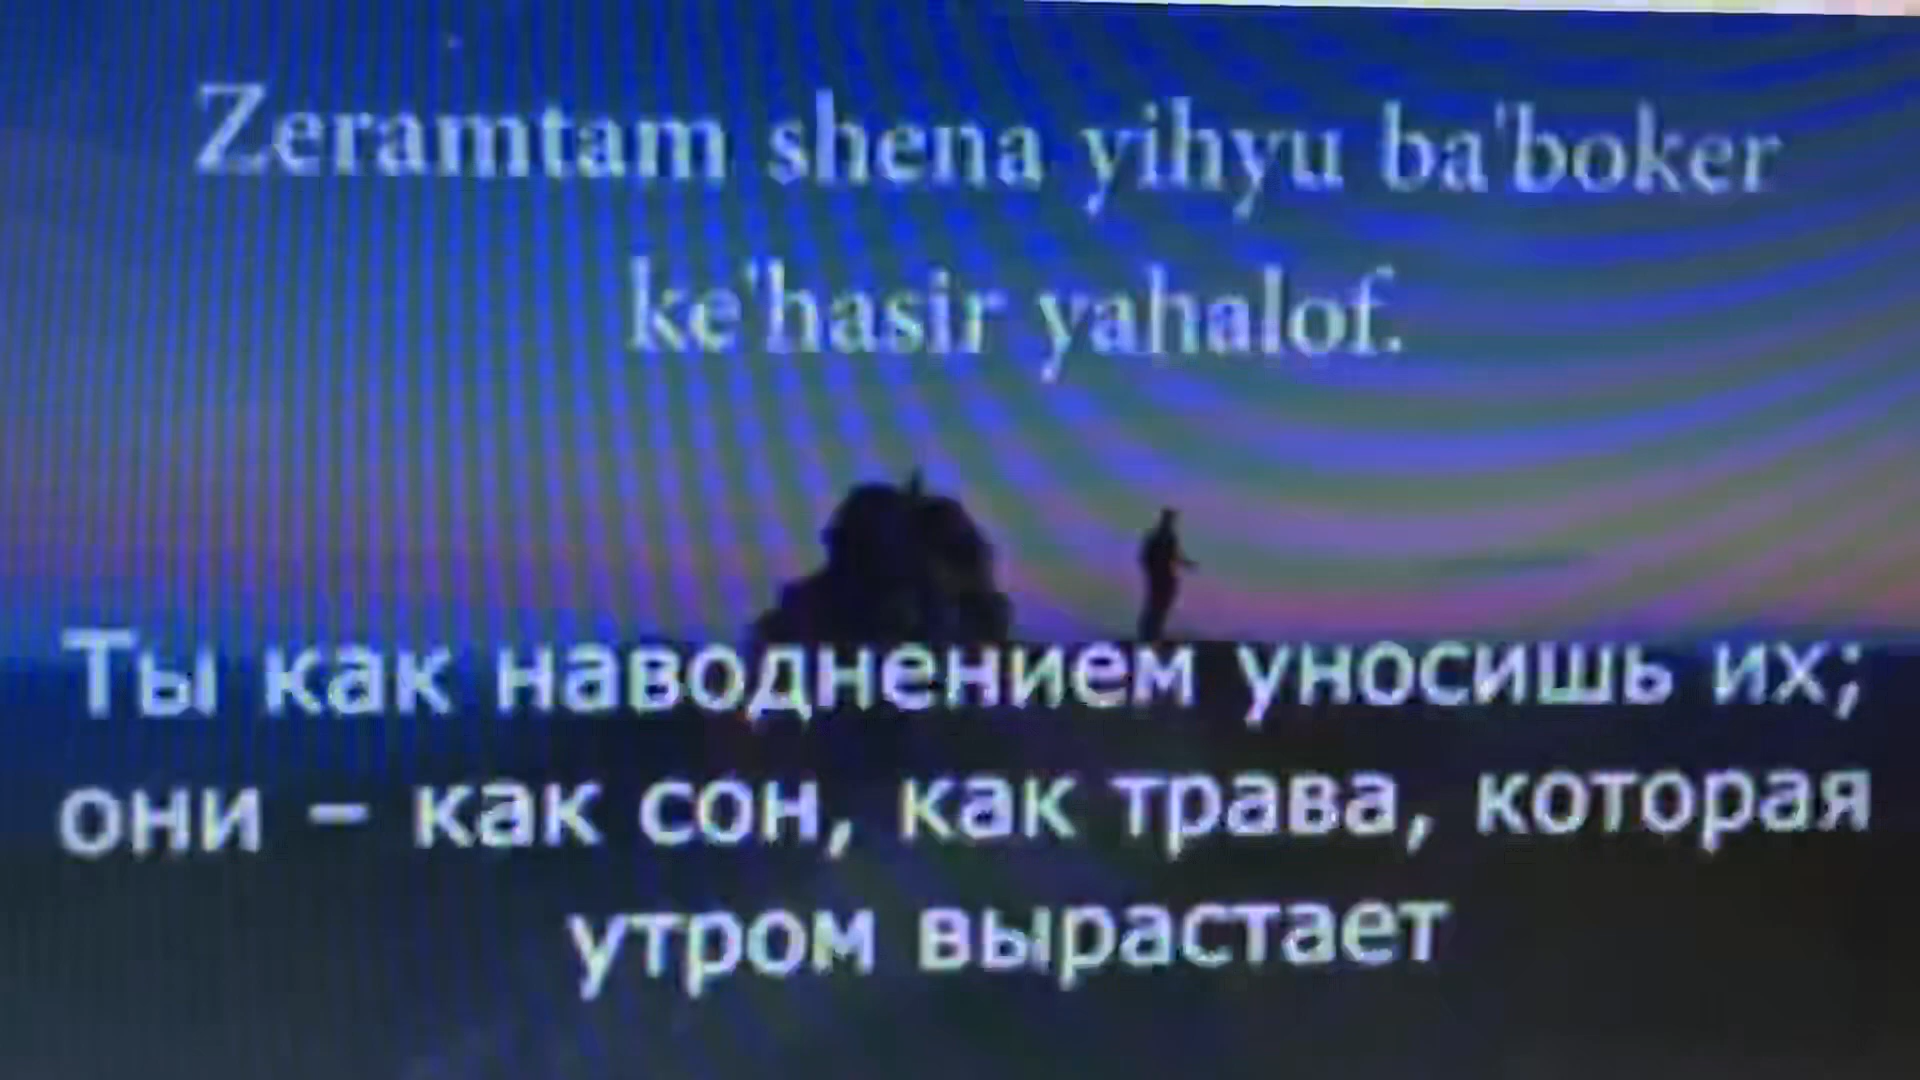 Zeramtam shena yihyu ba'boker
ke'hasir yahalof.
Ты как наводнением уносишь их;
они – как сон, как трава, которая
утром вырастает